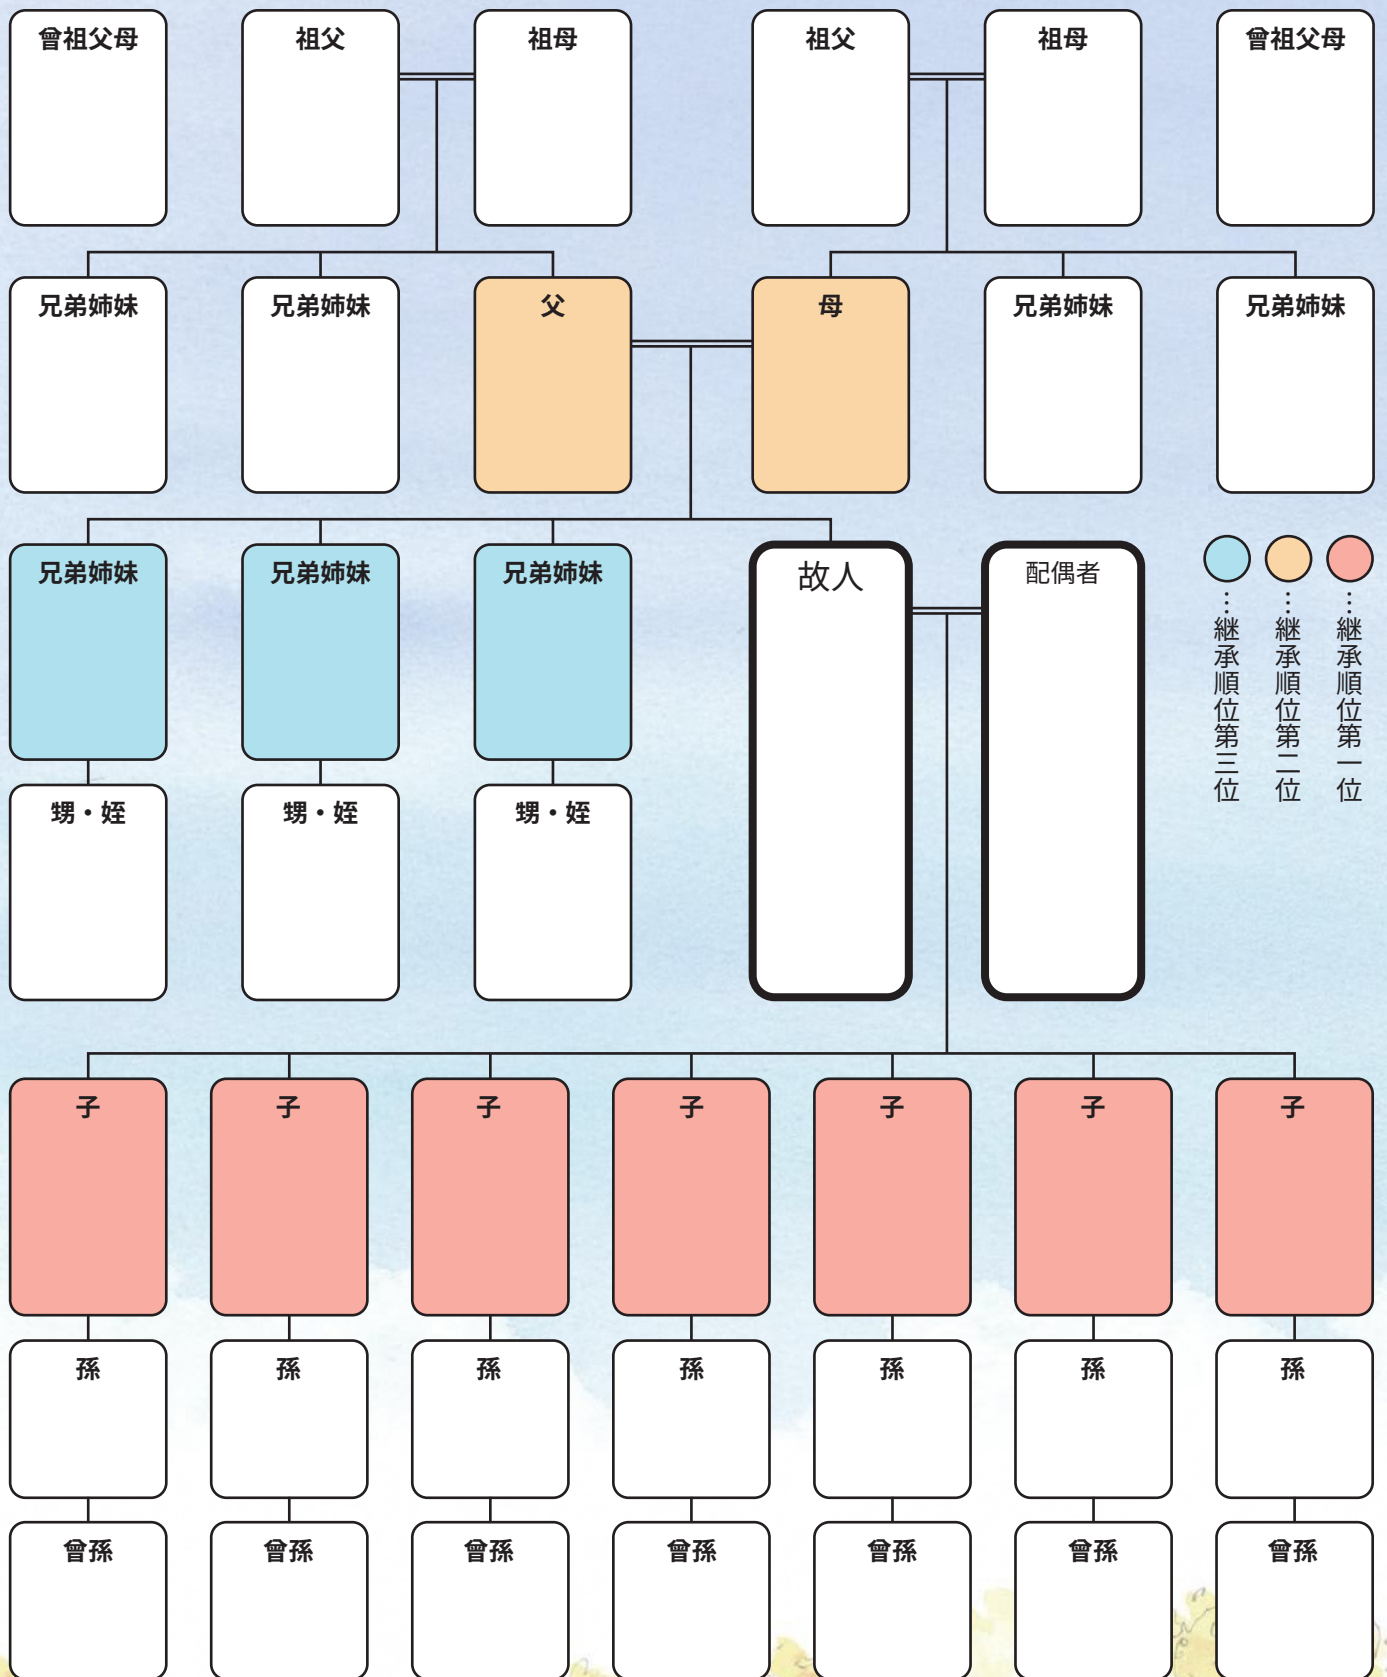 曾祖父母
祖父
祖母
祖父
祖母
曾祖父母
兄弟姉妹
兄弟姉妹
父
母
兄弟姉妹
兄弟姉妹
兄弟姉妹
兄弟姉妹
兄弟姉妹
故人
配偶者
…継承順位第一位
…継承順位第二位
…継承順位第三位
甥・姪
甥・姪
甥・姪
子
子
子
子
子
子
子
孫
孫
孫
孫
孫
孫
孫
曾孫
曾孫
曾孫
曾孫
曾孫
曾孫
曾孫